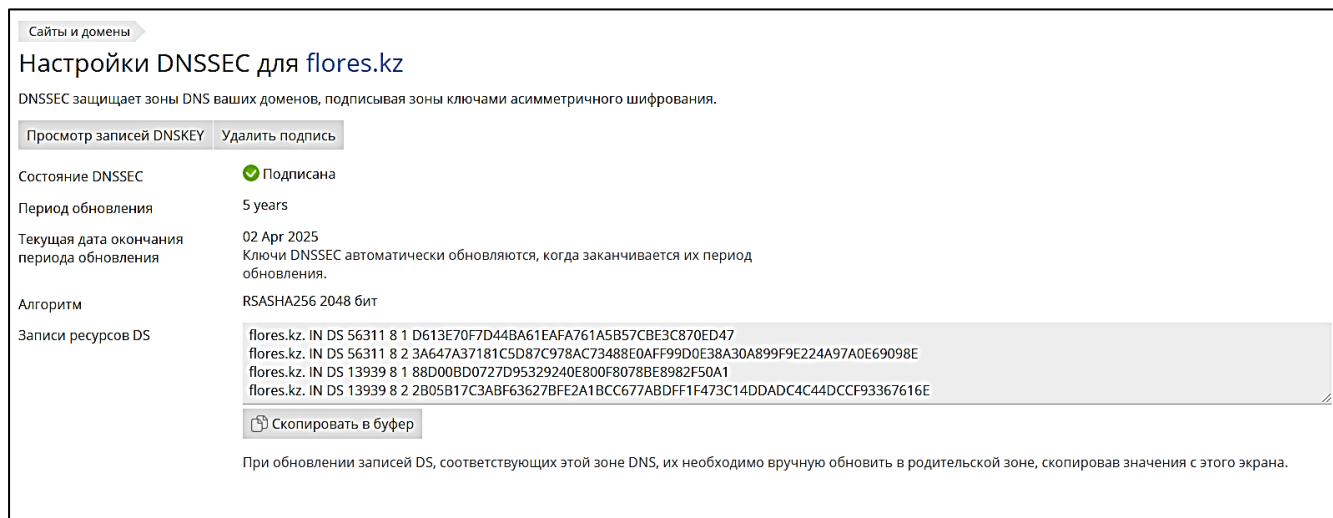 Сайты и домены
Настройки DNSSEC для flores.kz
DNSSEC защищает зоны DNS ваших доменов, подписывая зоны ключами асимметричного шифрования.
Просмотр записей DNSKEY Удалить подпись
Состояние DNSSEC Подписана
Период обновления 5 years
Текущая дата окончания периода обновления 02 Apr 2025
Ключи DNSSEC автоматически обновляются, когда заканчивается их период
обновления.
Алгоритм RSASHA256 2048 бит
Записи ресурсов DS
flores.kz. IN DS 56311 8 1 D613E70F7D44BA61EAFA761A5B57CBE3C870ED47
flores.kz. IN DS 56311 8 2 3A647A37181C5D87C978AC73488E0AFF99D0E38A30A899F9E224A97A0E69098E
flores.kz. IN DS 13939 8 1 88D00BD0727D95329240E800F8078BE8982F50A1
flores.kz. IN DS 13939 8 2 2B05B17C3ABF63627BFE2A1BCC677ABDFF1F473C14DDADC4C44DCCF93367616E
Скопировать в буфер
При обновлении записей DS, соответствующих этой зоне DNS, их необходимо вручную обновить в родительской зоне, скопировав значения с этого экрана.